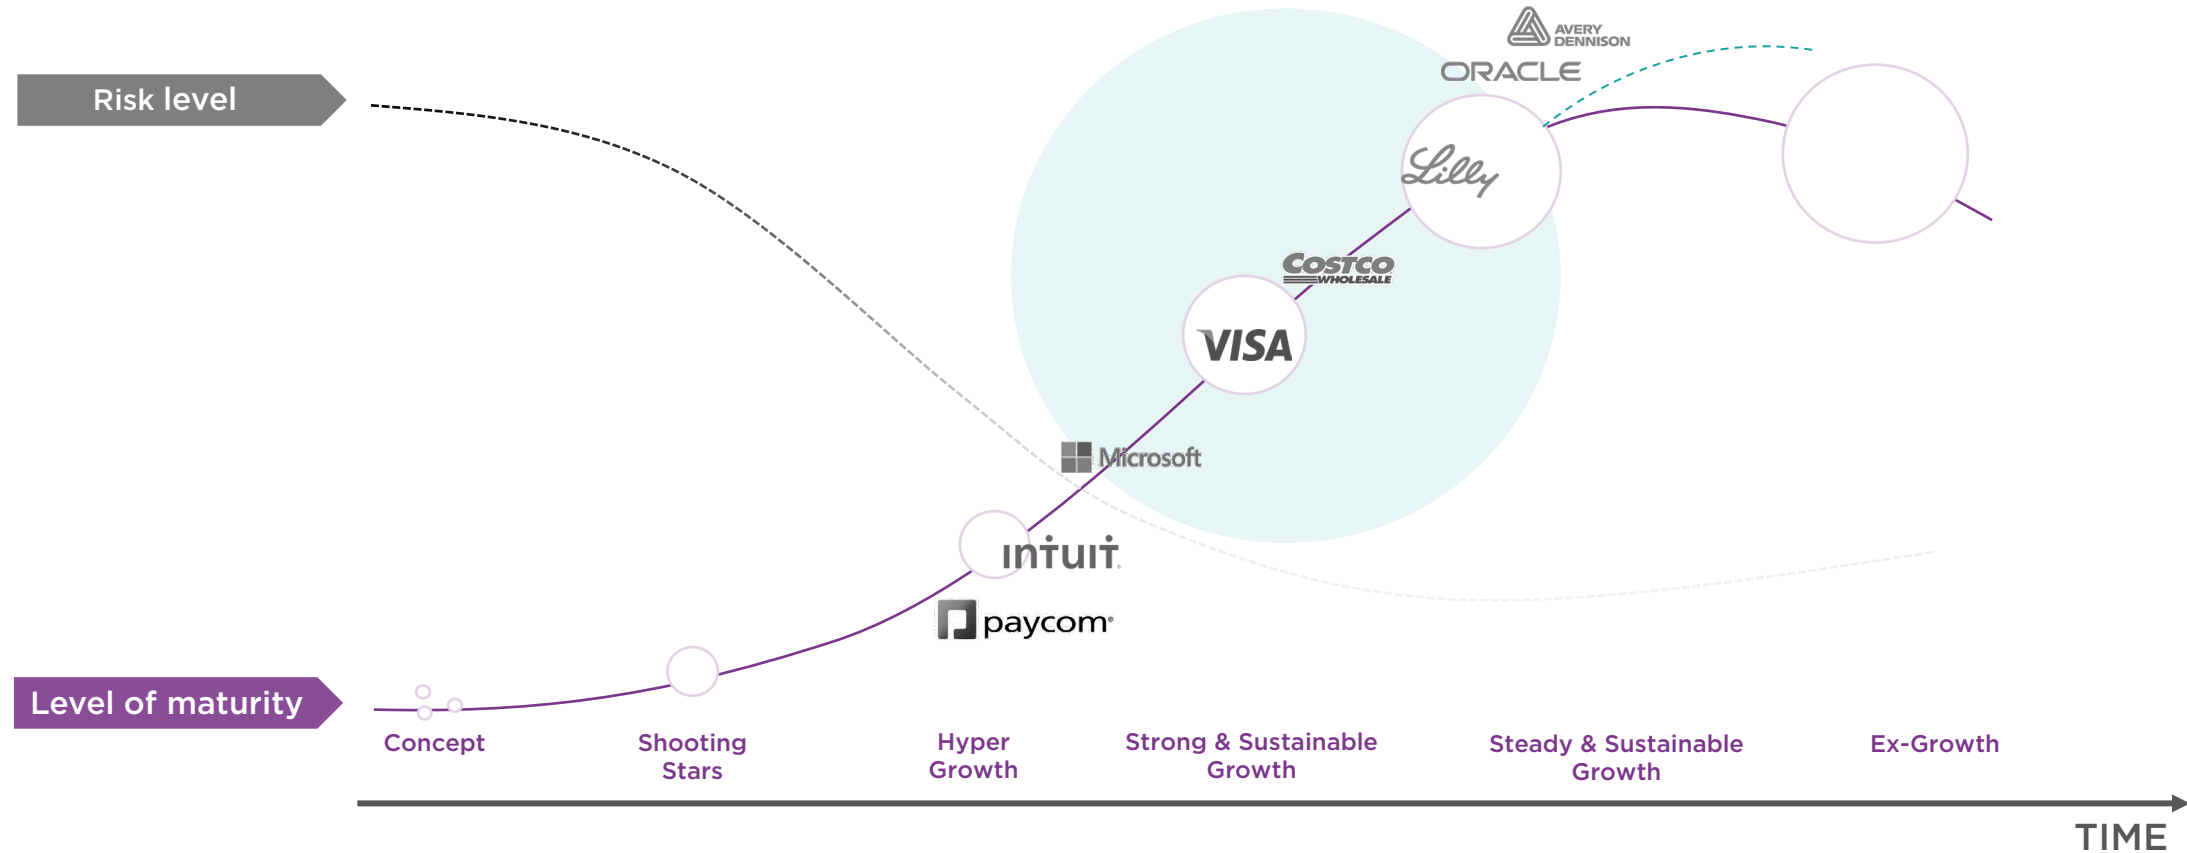 AVERY
DENNISON
ORACLE
Risk level
Lilly
COSTCO
WHOLESALE
VISA
Microsoft
intuit.
paycom®
Level of maturity
Concept
Shooting
Stars
Hyper
Growth
Strong & Sustainable
Growth
Steady & Sustainable
Growth
Ex-Growth
TIME